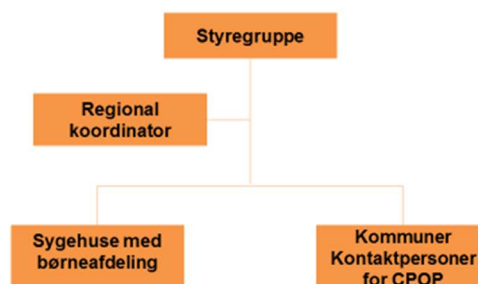 Styregruppe
Regional
koordinator
Sygehuse med
børneafdeling
Kommuner
Kontaktpersoner
for CPOP